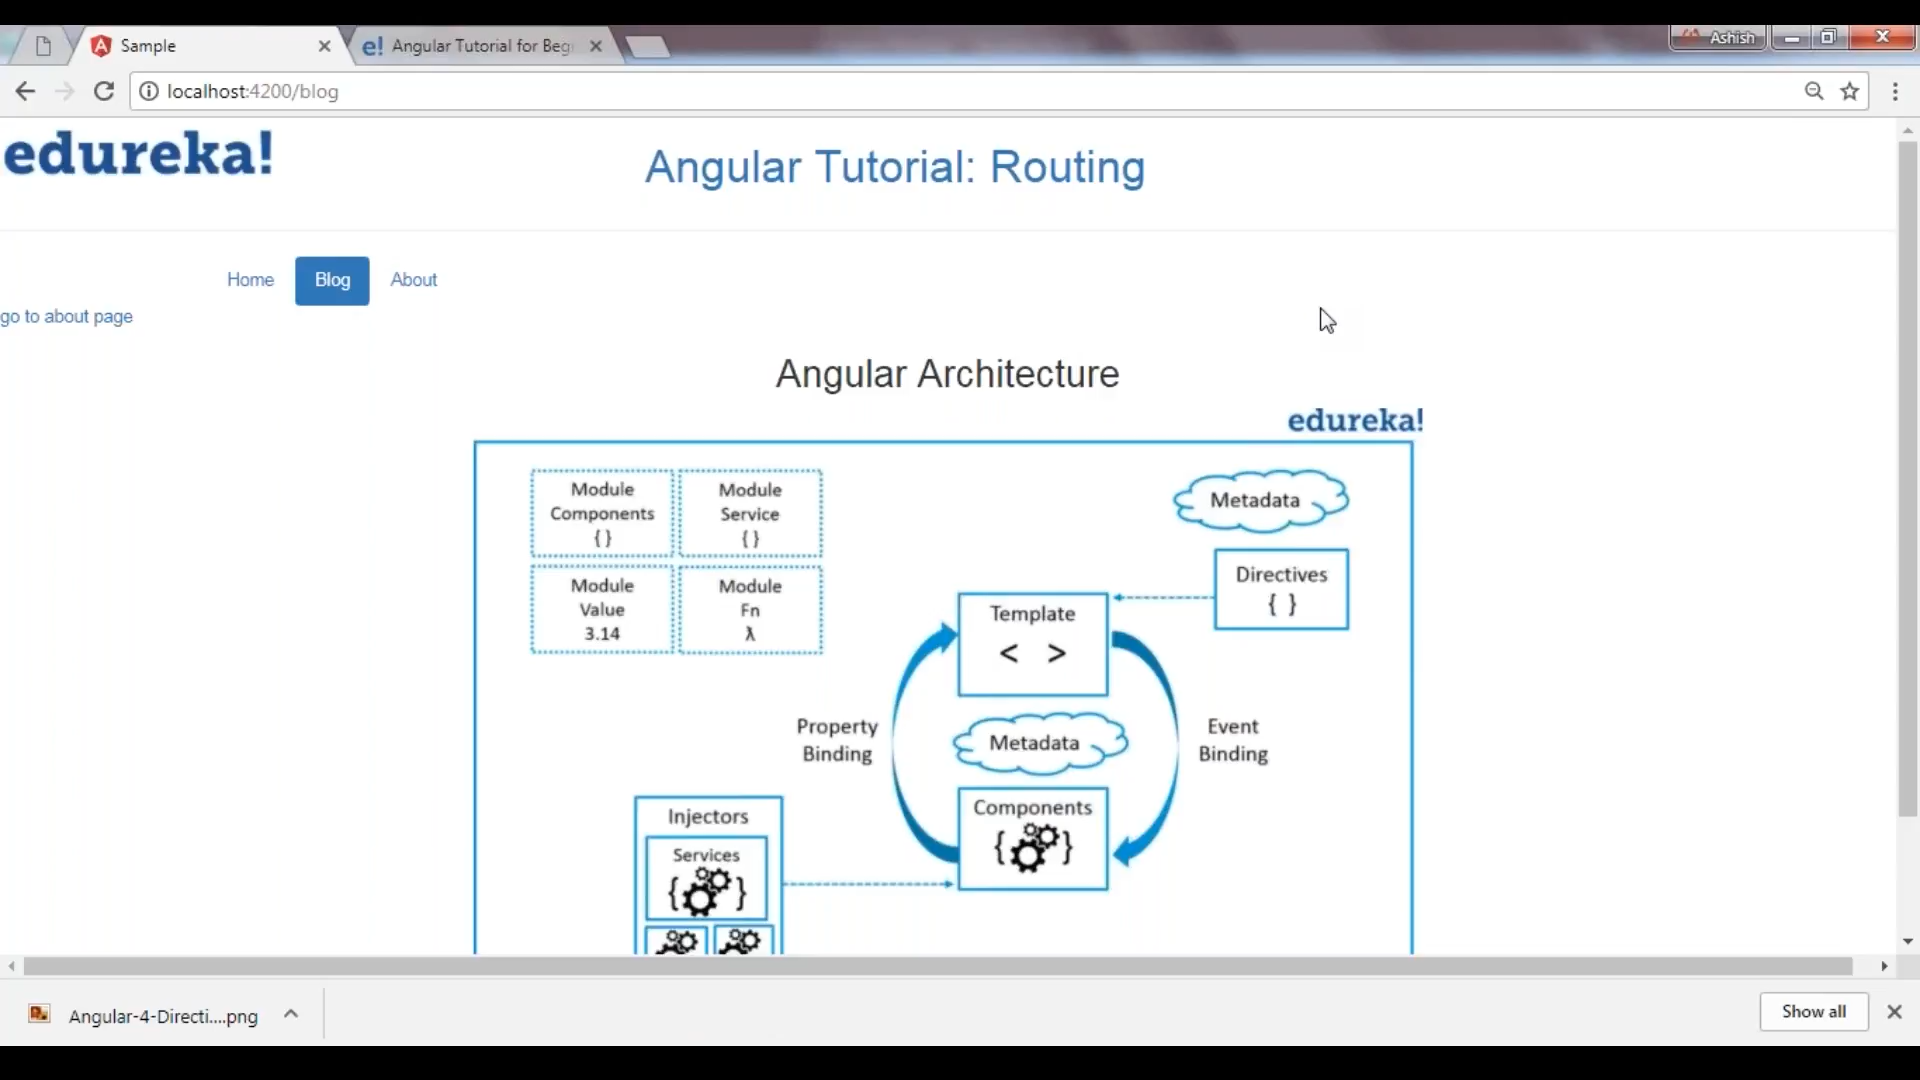 Sample
e! Angular Tutorial for Beg
Ashish
localhost:4200/blog
edureka!
Angular Tutorial: Routing
Home
Blog
About
go to about page
Angular Architecture
edureka!
Module
Components
{ }
Module
Service
{ }
Module
Value
3.14
Module
Fn
λ
Metadata
Directives
{ }
Template
< >
Property
Binding
Metadata
Event
Binding
Components
{ }
Injectors
Services
{ }
Angular-4-Directi....png
Show all